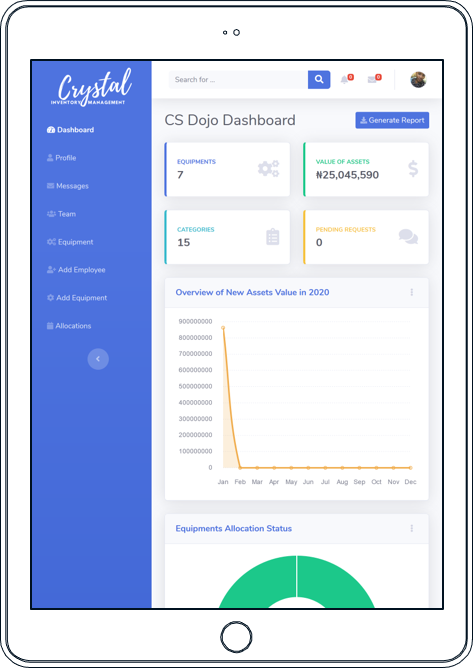 Crystal
INVENTORY MANAGEMENT
Dashboard
Profile
Messages
Team
Equipment
Add Employee
Add Equipment
Allocations
Search for ...
0
0
CS Dojo Dashboard
Generate Report
EQUIPMENTS
7
VALUE OF ASSETS
₦25,045,590
CATEGORIES
15
PENDING REQUESTS
0
Overview of New Assets Value in 2020
900000000
800000000
700000000
600000000
500000000
400000000
300000000
200000000
100000000
0
Jan Feb Mar Apr May Jun Jul Aug Sep Oct Nov Dec
Equipments Allocation Status